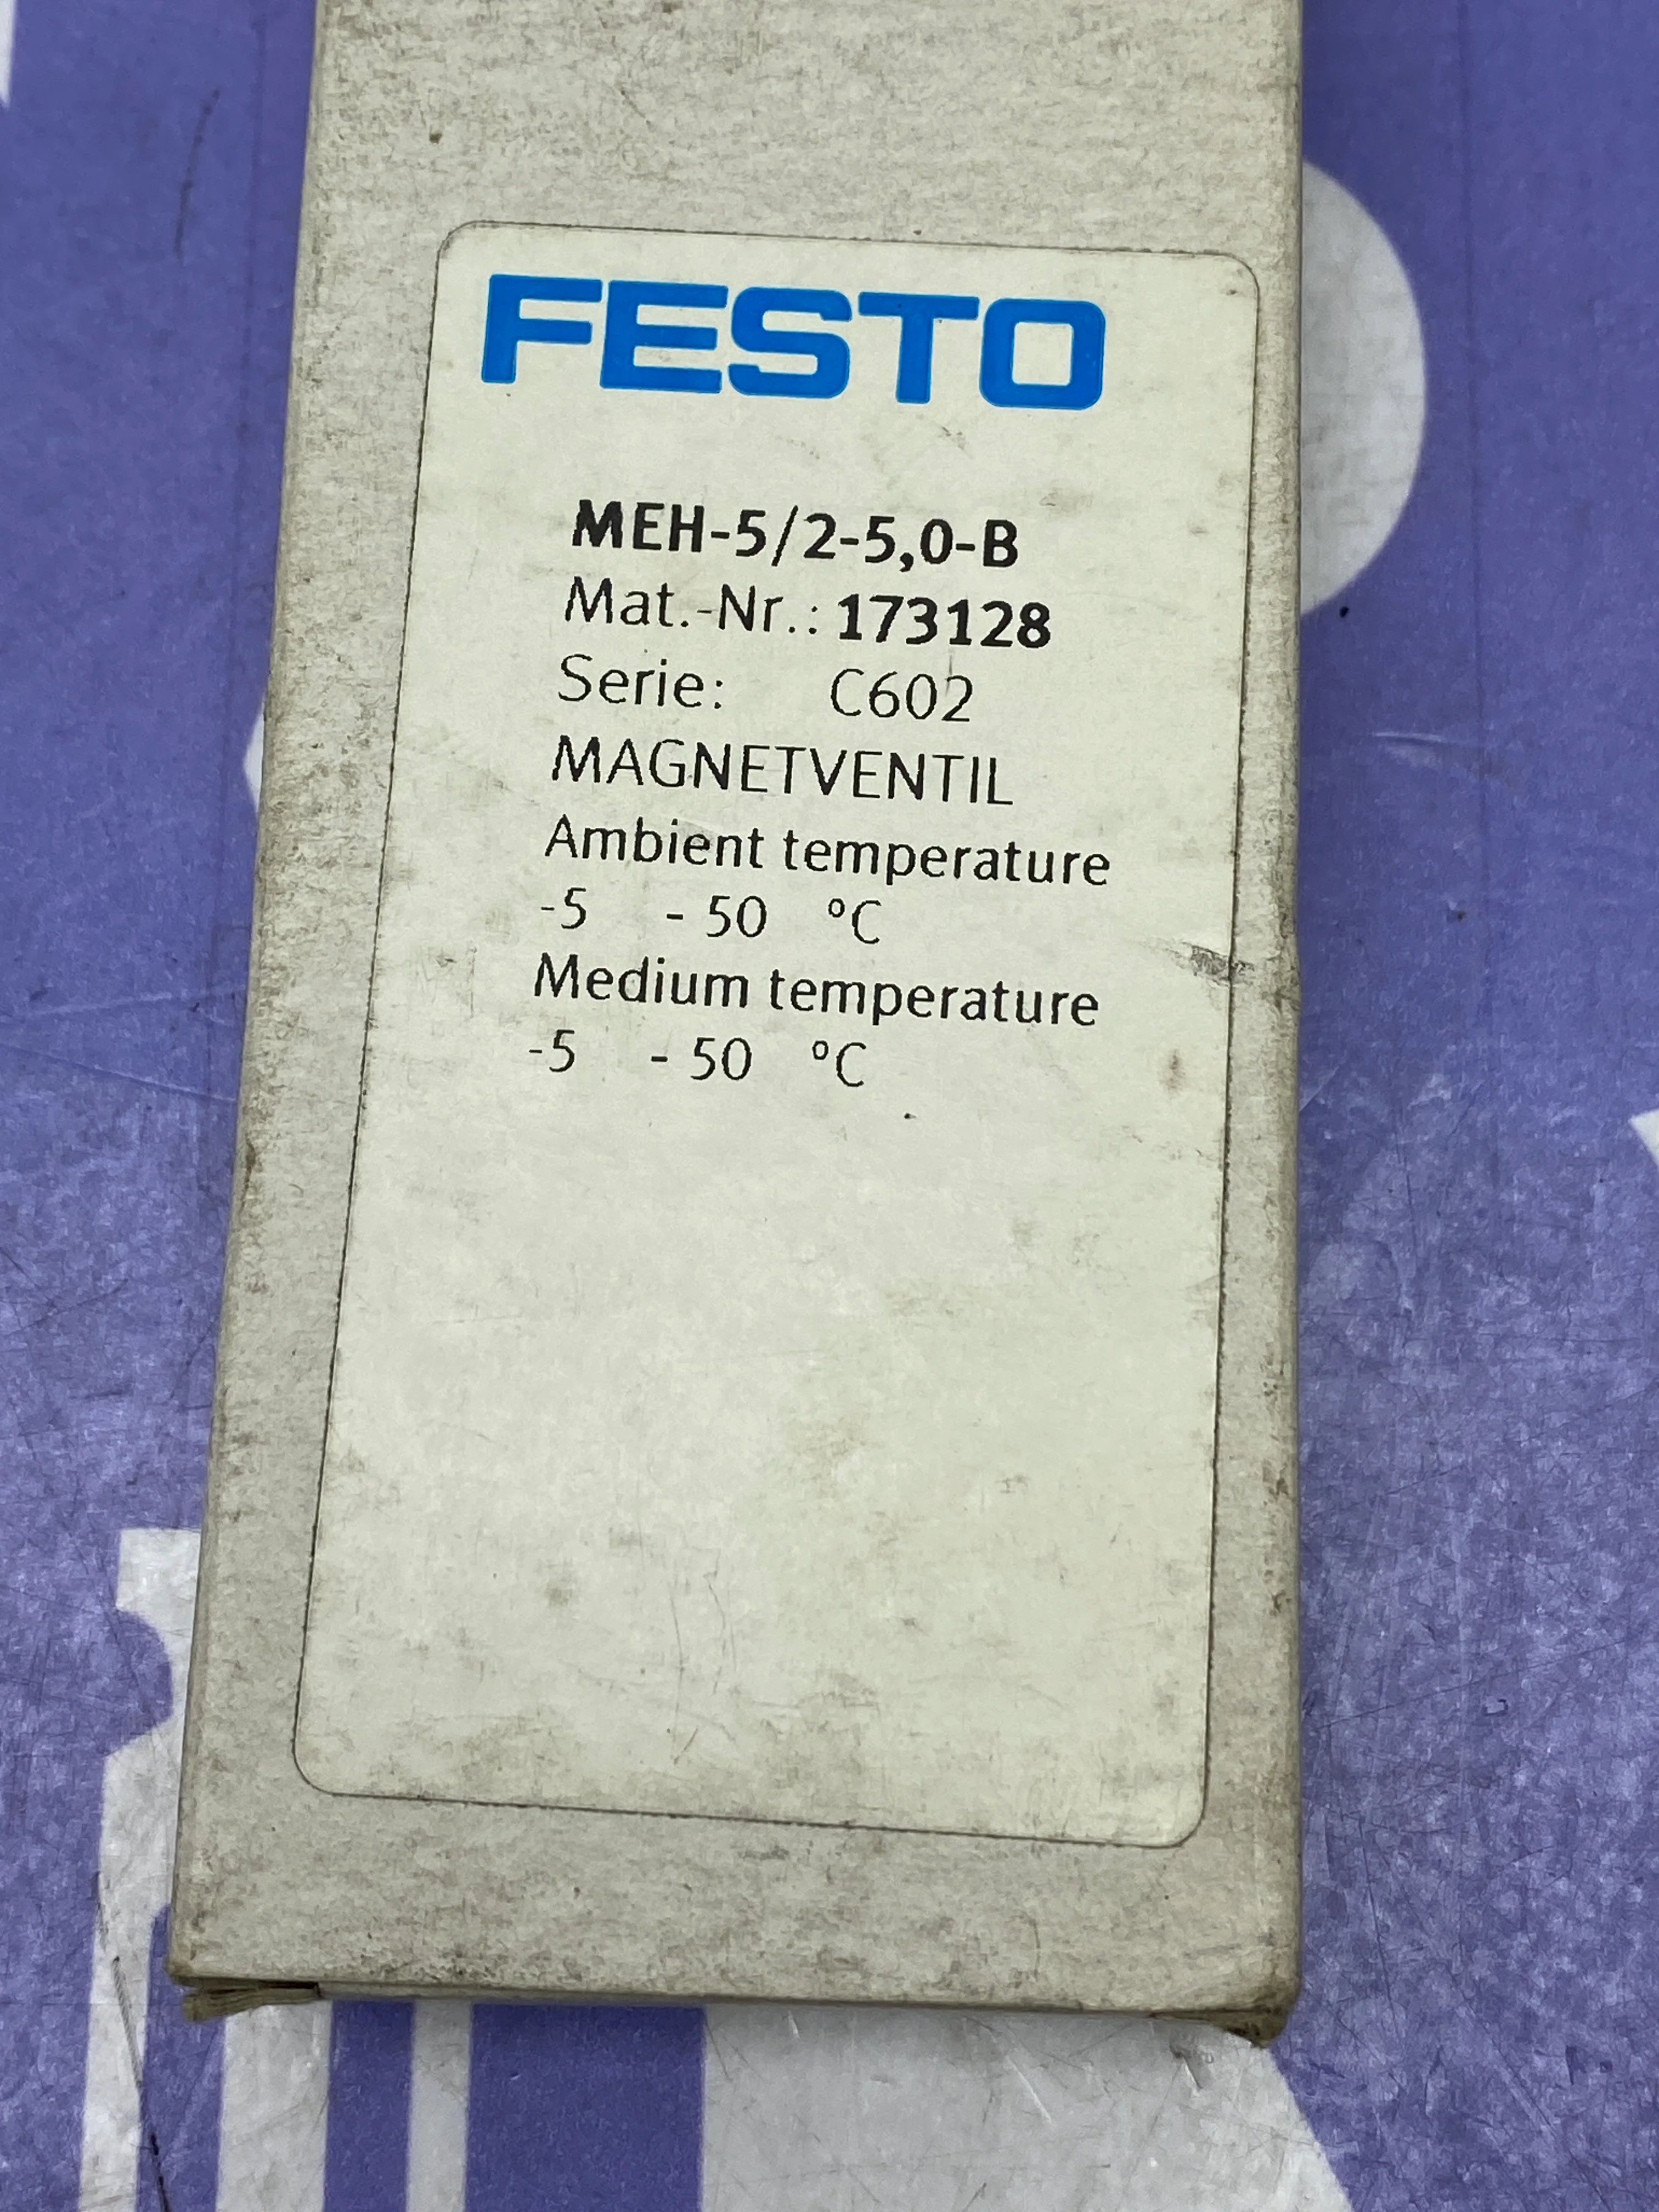 FESTO
MEH-5/2-5,0-B
Mat.-Nr.: 173128
Serie: C602
MAGNETVENTIL
Ambient temperature
-5 - 50 °C
Medium temperature
-5 - 50 °C